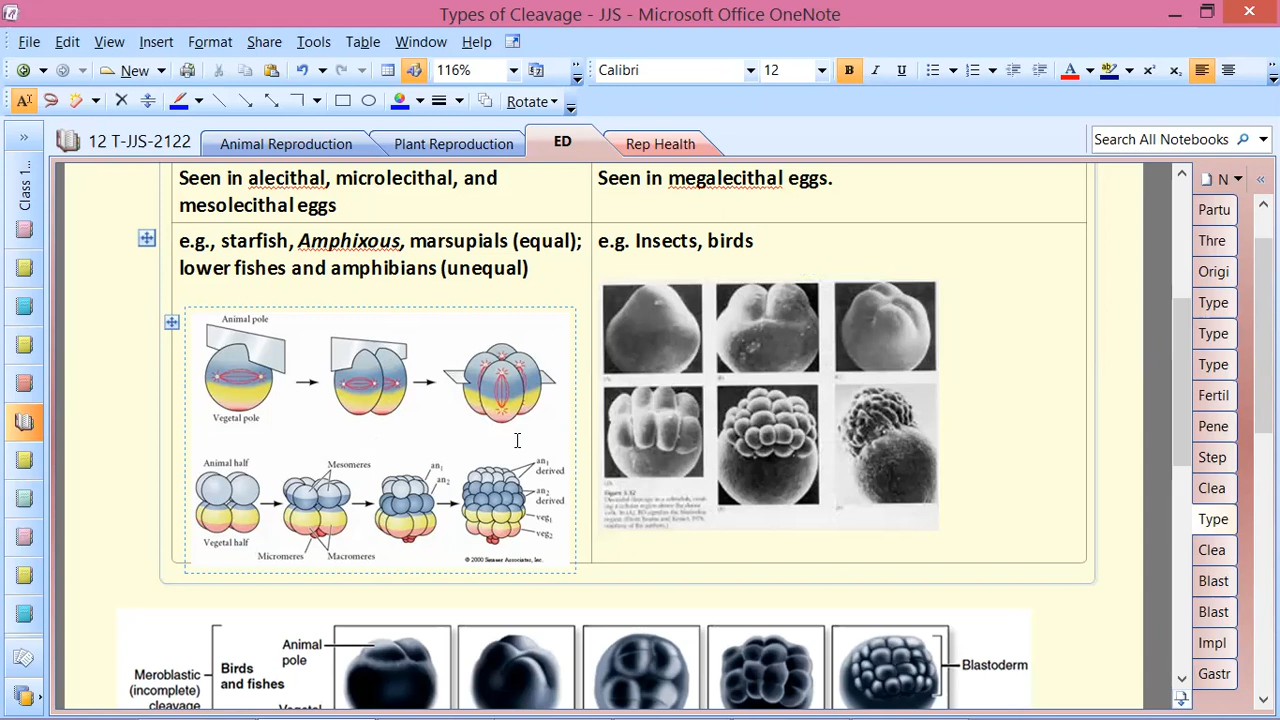 Types of Cleavage - JJS - Microsoft Office OneNote
File Edit View Insert Format Share Tools Table Window Help
New 116% Calibri 12 B I U
Rotate
12 T-JJS-2122 Animal Reproduction Plant Reproduction ED Rep Health Search All Notebooks
Class 1.
N
Seen in alecithal, microlecithal, and
mesolecithal eggs
Seen in megalecithal eggs.
e.g., starfish, Amphixous, marsupials (equal);
lower fishes and amphibians (unequal)
e.g. Insects, birds
Animal pole
Vegetal pole
Animal half
Mesomeres
an1
an2
an1
derived
an2
derived
veg1
veg2
Vegetal half
Micromeres
Macromeres
© 2000 Sinauer Associates, Inc.
Meroblastic
(incomplete)
cleavage
Birds
and fishes
Animal
pole
Vegetal
Blastoderm
Partu
Thre
Origi
Type
Type
Type
Fertil
Pene
Step
Clea
Type
Clea
Blast
Blast
Impl
Gastr